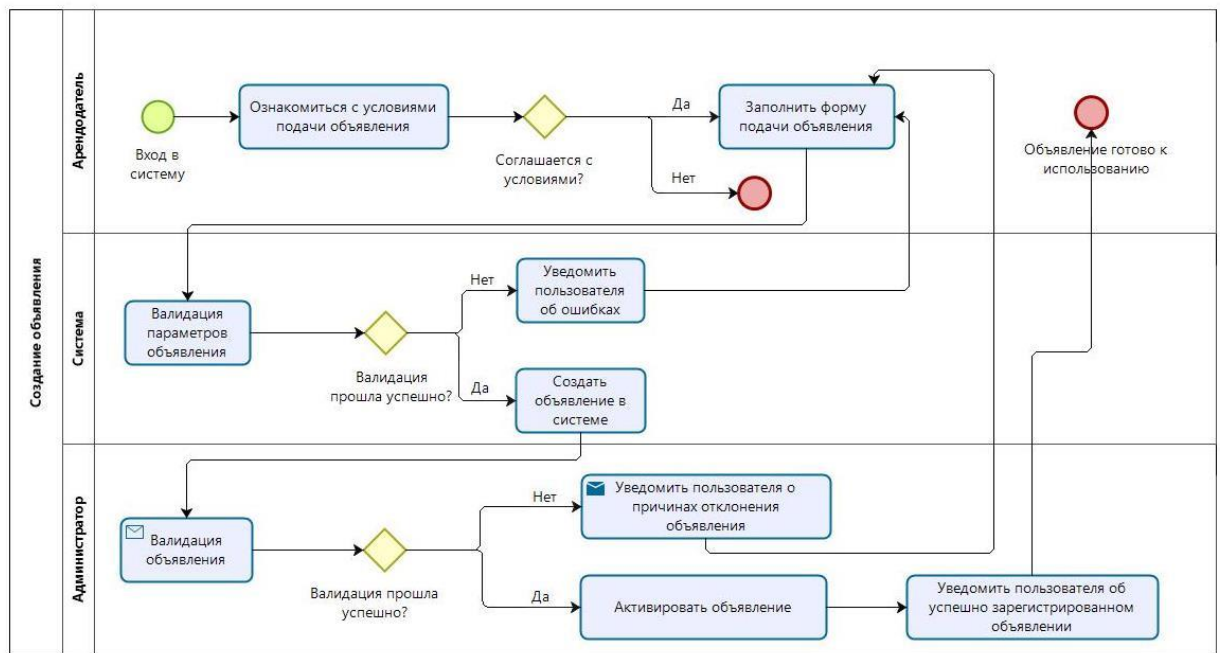 Создание объявления
Арендодатель
Вход в
систему
Ознакомиться с условиями
подачи объявления
Соглашается с
условиями?
Да
Нет
Заполнить форму
подачи объявления
Объявление готово к
использованию
Система
Валидация
параметров
объявления
Валидация
прошла успешно?
Нет
Да
Уведомить
пользователя
об ошибках
Создать
объявление в
системе
Администратор
Валидация
объявления
Валидация прошла
успешно?
Нет
Да
Уведомить пользователя о
причинах отклонения
объявления
Активировать объявление
Уведомить пользователя об
успешно зарегистрированном
объявлении